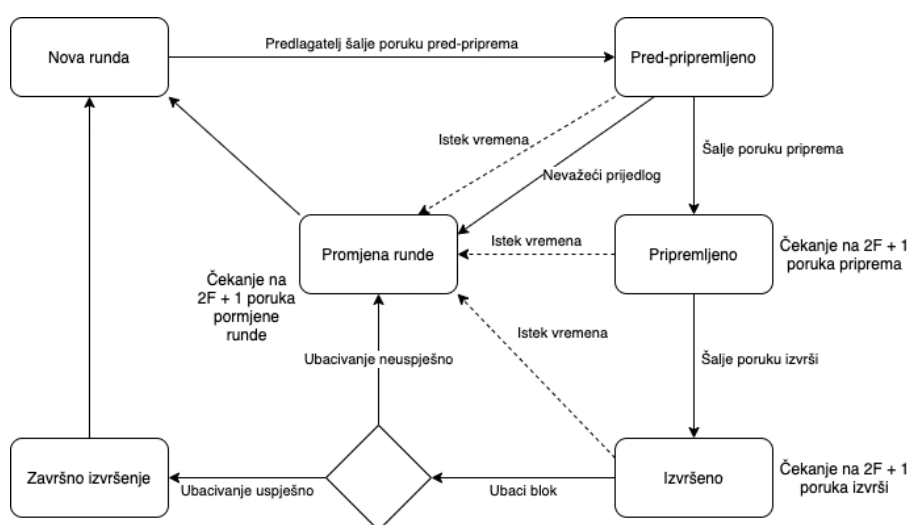 Predlagatelj šalje poruku pred-priprema
Nova runda
Pred-pripremljeno
Istek vremena
Šalje poruku priprema
Nevažeći prijedlog
Promjena runde
Istek vremena
Pripremljeno
Čekanje na 2F + 1
poruka priprema
Čekanje na
2F + 1 poruka
pormjene
runde
Istek vremena
Ubacivanje neuspješno
Šalje poruku izvrši
Završno izvršenje
Ubacivanje uspješno
Ubaci blok
Izvršeno
Čekanje na 2F + 1
poruka izvrši